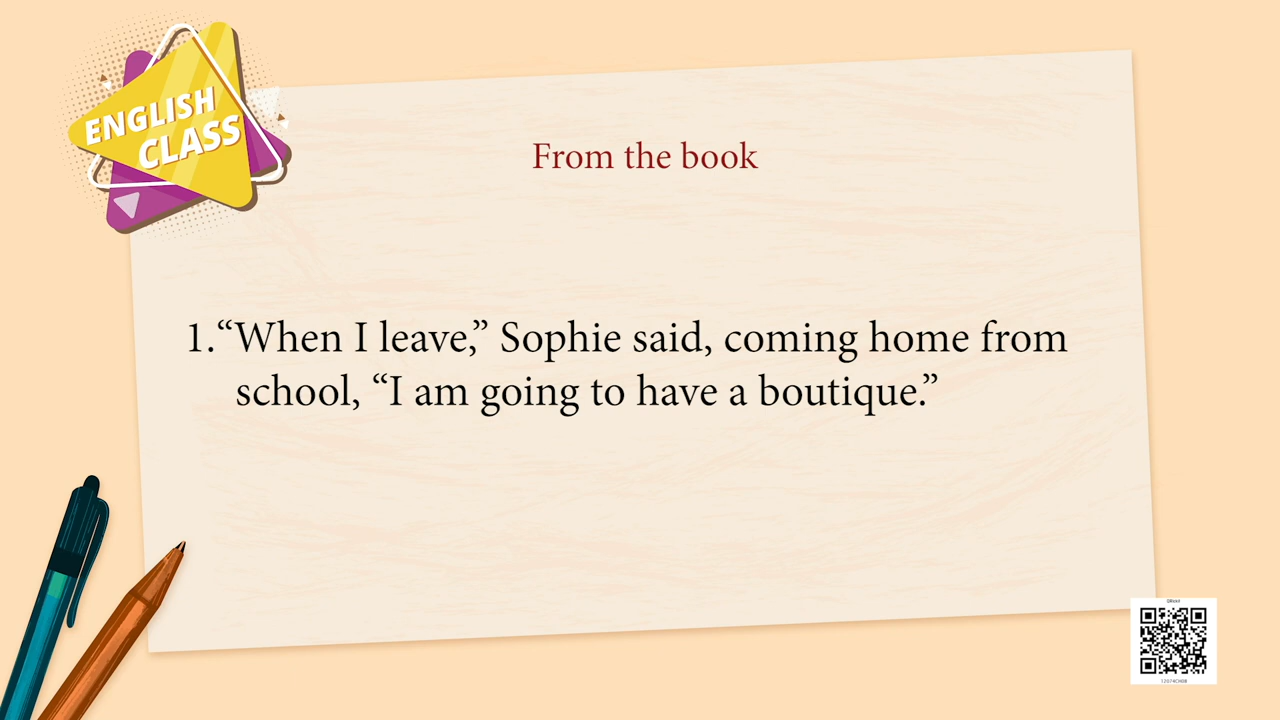 ENGLISH
CLASS
From the book
1.“When I leave,” Sophie said, coming home from
school, “I am going to have a boutique.”